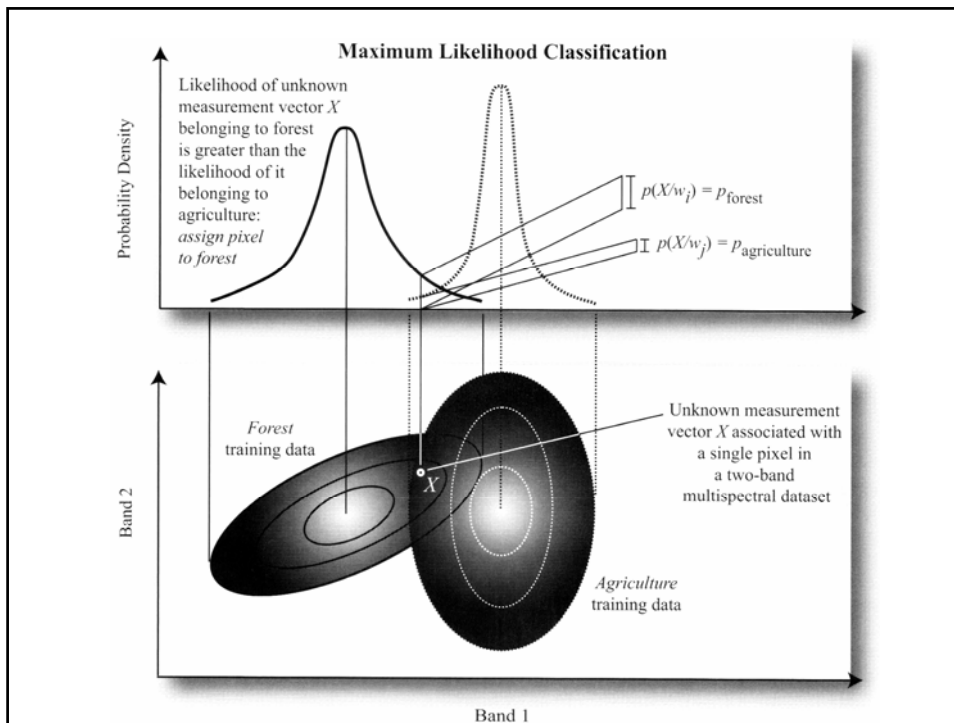 Maximum Likelihood Classification
Likelihood of unknown
measurement vector X
belonging to forest
is greater than the
likelihood of it
belonging to
agriculture:
assign pixel
to forest
Probability Density
p(X/wi) = pforest
p(X/wj) = pagriculture
Forest
training data
X
Unknown measurement
vector X associated with
a single pixel in
a two-band
multispectral dataset
Band 2
Agriculture
training data
Band 1